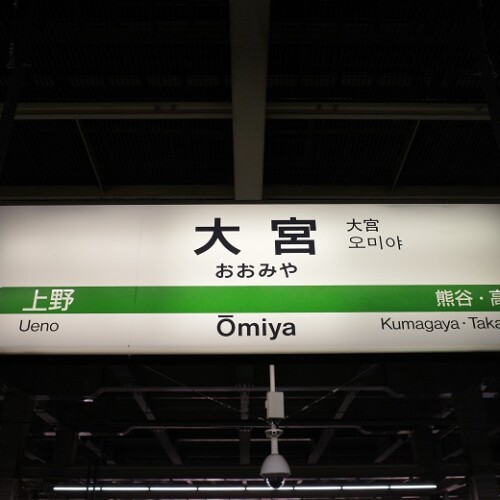 大宮
大宫
오미야
おおみや
上野
熊谷・高
Ueno
Ōmiya
Kumagaya・Taka